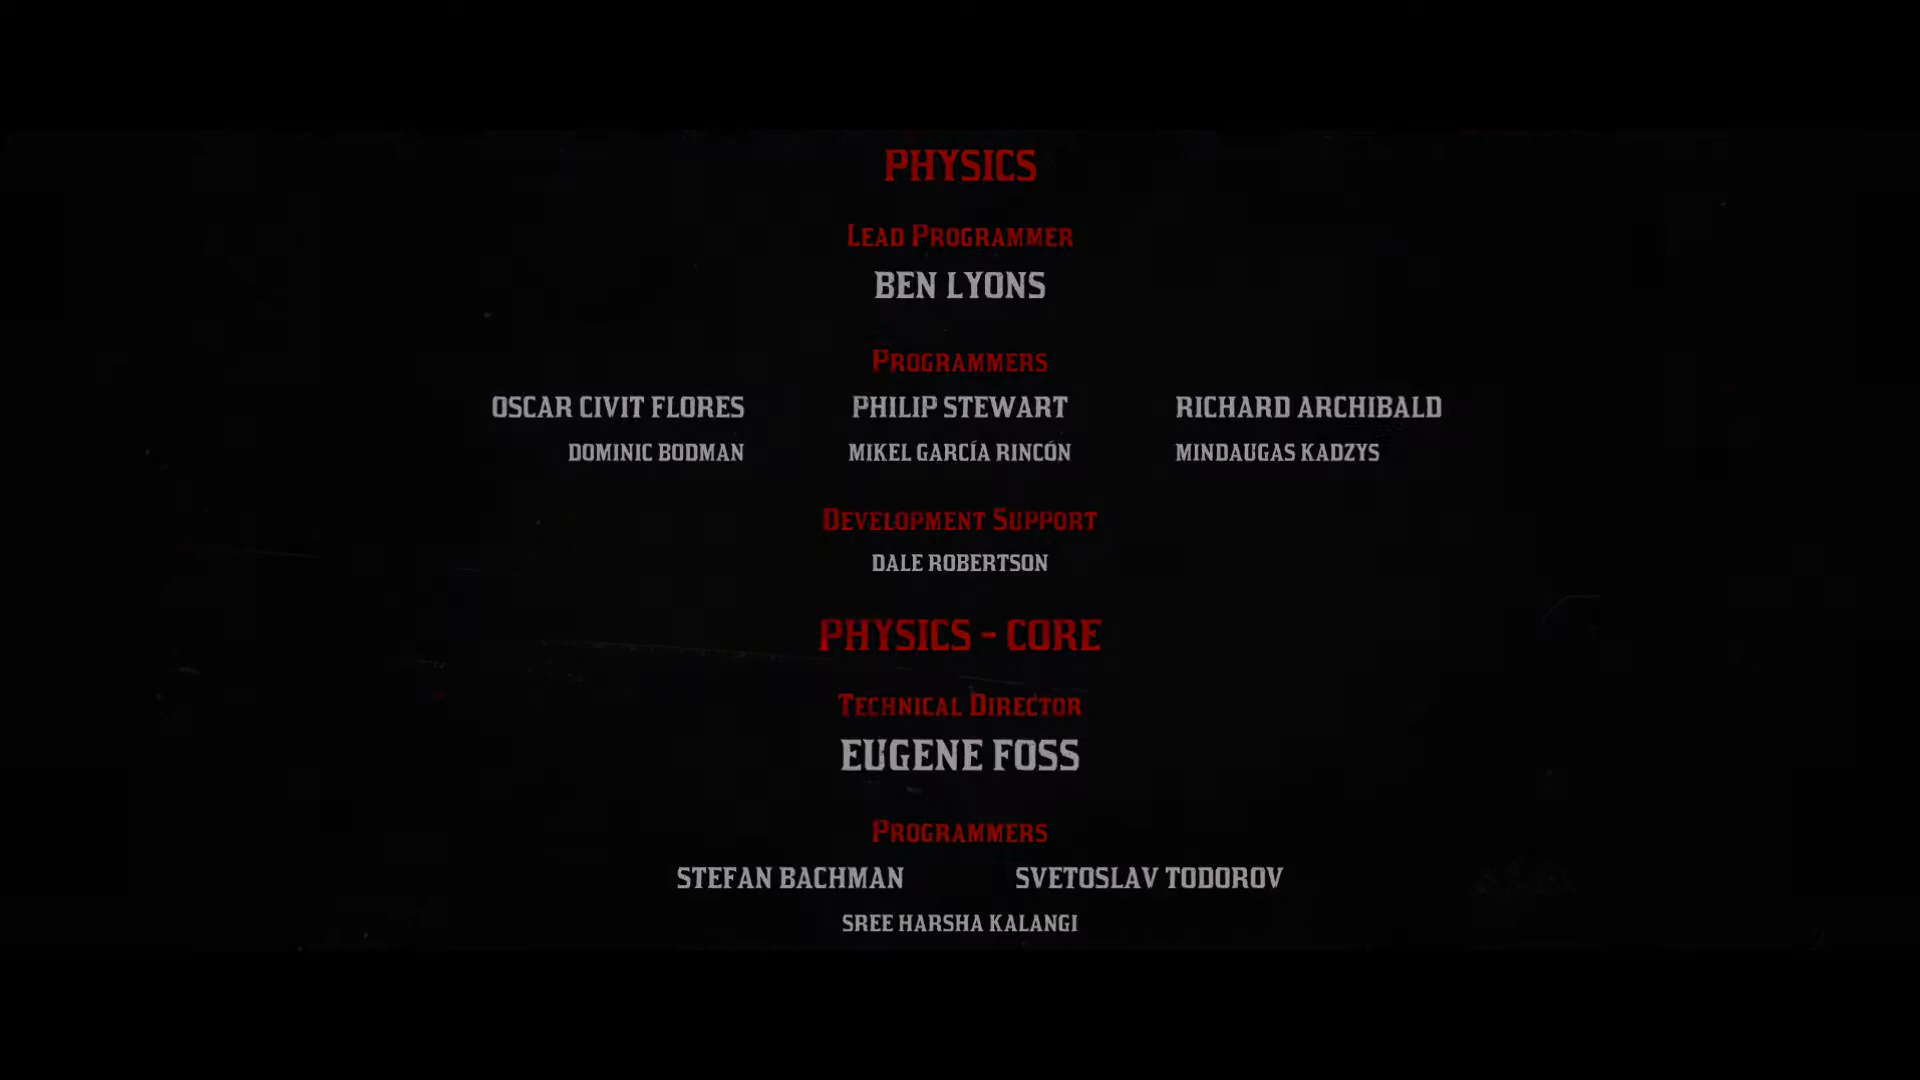 PHYSICS
LEAD PROGRAMMER
BEN LYONS
PROGRAMMERS
OSCAR CIVIT FLORES PHILIP STEWART RICHARD ARCHIBALD
DOMINIC BODMAN MIKEL GARCÍA RINCÓN MINDAUGAS KADZYS
DEVELOPMENT SUPPORT
DALE ROBERTSON
PHYSICS - CORE
TECHNICAL DIRECTOR
EUGENE FOSS
PROGRAMMERS
STEFAN BACHMAN SVETOSLAV TODOROV
SREE HARSHA KALANGI